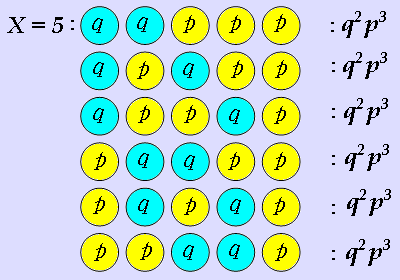 X = 5 : q q p p p : q²p³
q p q p p : q²p³
q p p q p : q²p³
p q q p p : q²p³
p q p q p : q²p³
p p q q p : q²p³